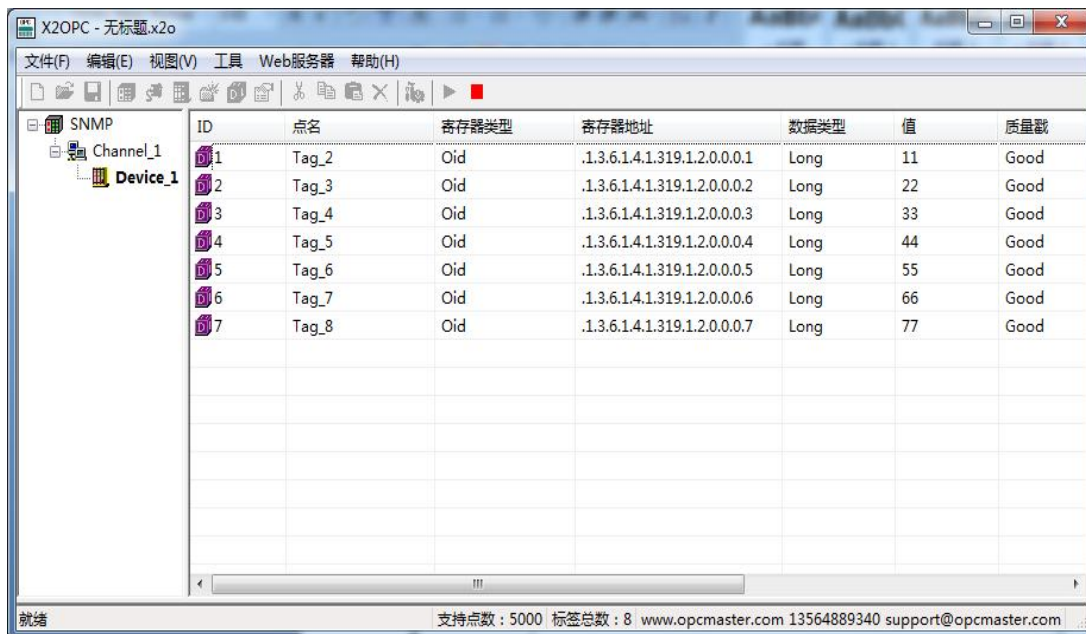 X2OPC - 无标题.x2o
文件(F) 编辑(E) 视图(V) 工具 Web服务器 帮助(H)
SNMP
Channel_1
Device_1
ID 点名 寄存器类型 寄存器地址 数据类型 值 质量戳
1 Tag_2 Oid .1.3.6.1.4.1.319.1.2.0.0.0.1 Long 11 Good
2 Tag_3 Oid .1.3.6.1.4.1.319.1.2.0.0.0.2 Long 22 Good
3 Tag_4 Oid .1.3.6.1.4.1.319.1.2.0.0.0.3 Long 33 Good
4 Tag_5 Oid .1.3.6.1.4.1.319.1.2.0.0.0.4 Long 44 Good
5 Tag_6 Oid .1.3.6.1.4.1.319.1.2.0.0.0.5 Long 55 Good
6 Tag_7 Oid .1.3.6.1.4.1.319.1.2.0.0.0.6 Long 66 Good
7 Tag_8 Oid .1.3.6.1.4.1.319.1.2.0.0.0.7 Long 77 Good
就绪 支持点数：5000 标签总数：8 www.opcmaster.com 13564889340 support@opcmaster.com